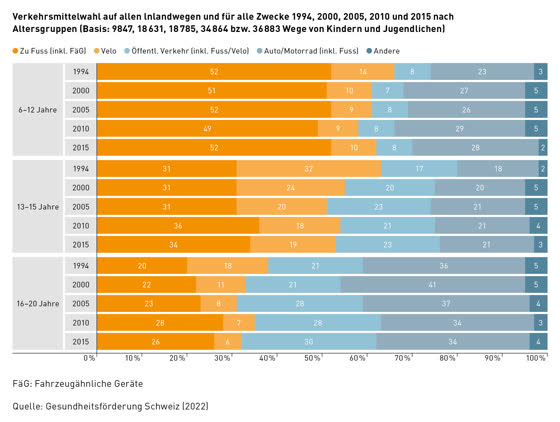 Verkehrsmittelwahl auf allen Inlandwegen und für alle Zwecke 1994, 2000, 2005, 2010 und 2015 nach
Altersgruppen (Basis: 9847, 18 631, 18 785, 34 864 bzw. 36 883 Wege von Kindern und Jugendlichen)
Zu Fuss (inkl. FäG) Velo Öffentl. Verkehr (inkl. Fuss/Velo) Auto/Motorrad (inkl. Fuss) Andere
6–12 Jahre
1994 52 14 8 23 3
2000 51 10 7 27 5
2005 52 9 8 26 5
2010 49 9 8 29 5
2015 52 10 8 28 2
13–15 Jahre
1994 31 32 17 18 2
2000 31 24 20 20 5
2005 31 20 23 21 5
2010 36 18 21 21 4
2015 34 19 23 21 3
16–20 Jahre
1994 20 18 21 36 5
2000 22 11 21 41 5
2005 23 8 28 37 4
2010 28 7 28 34 3
2015 26 6 30 34 4
0% 10% 20% 30% 40% 50% 60% 70% 80% 90% 100%
FäG: Fahrzeugähnliche Geräte
Quelle: Gesundheitsförderung Schweiz (2022)